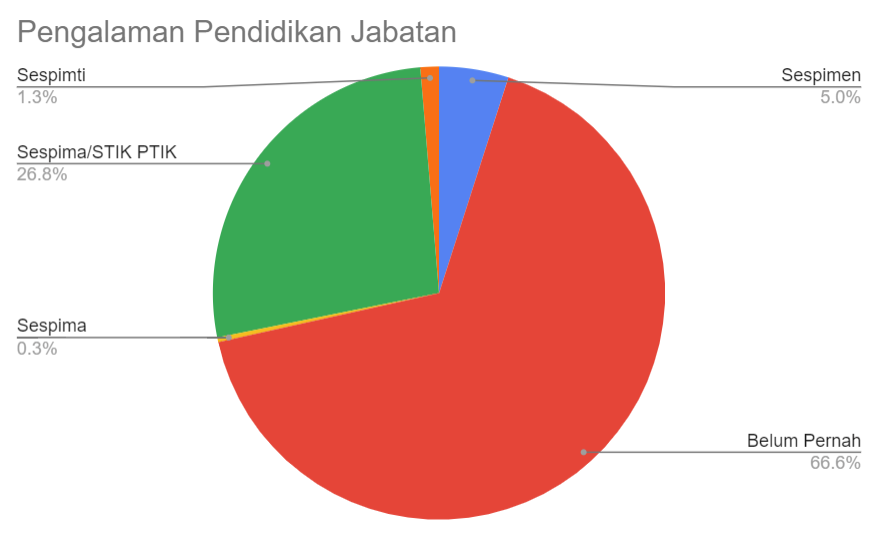 Pengalaman Pendidikan Jabatan
Sespimti
1.3%
Sespimen
5.0%
Sespima/STIK PTIK
26.8%
Sespima
0.3%
Belum Pernah
66.6%